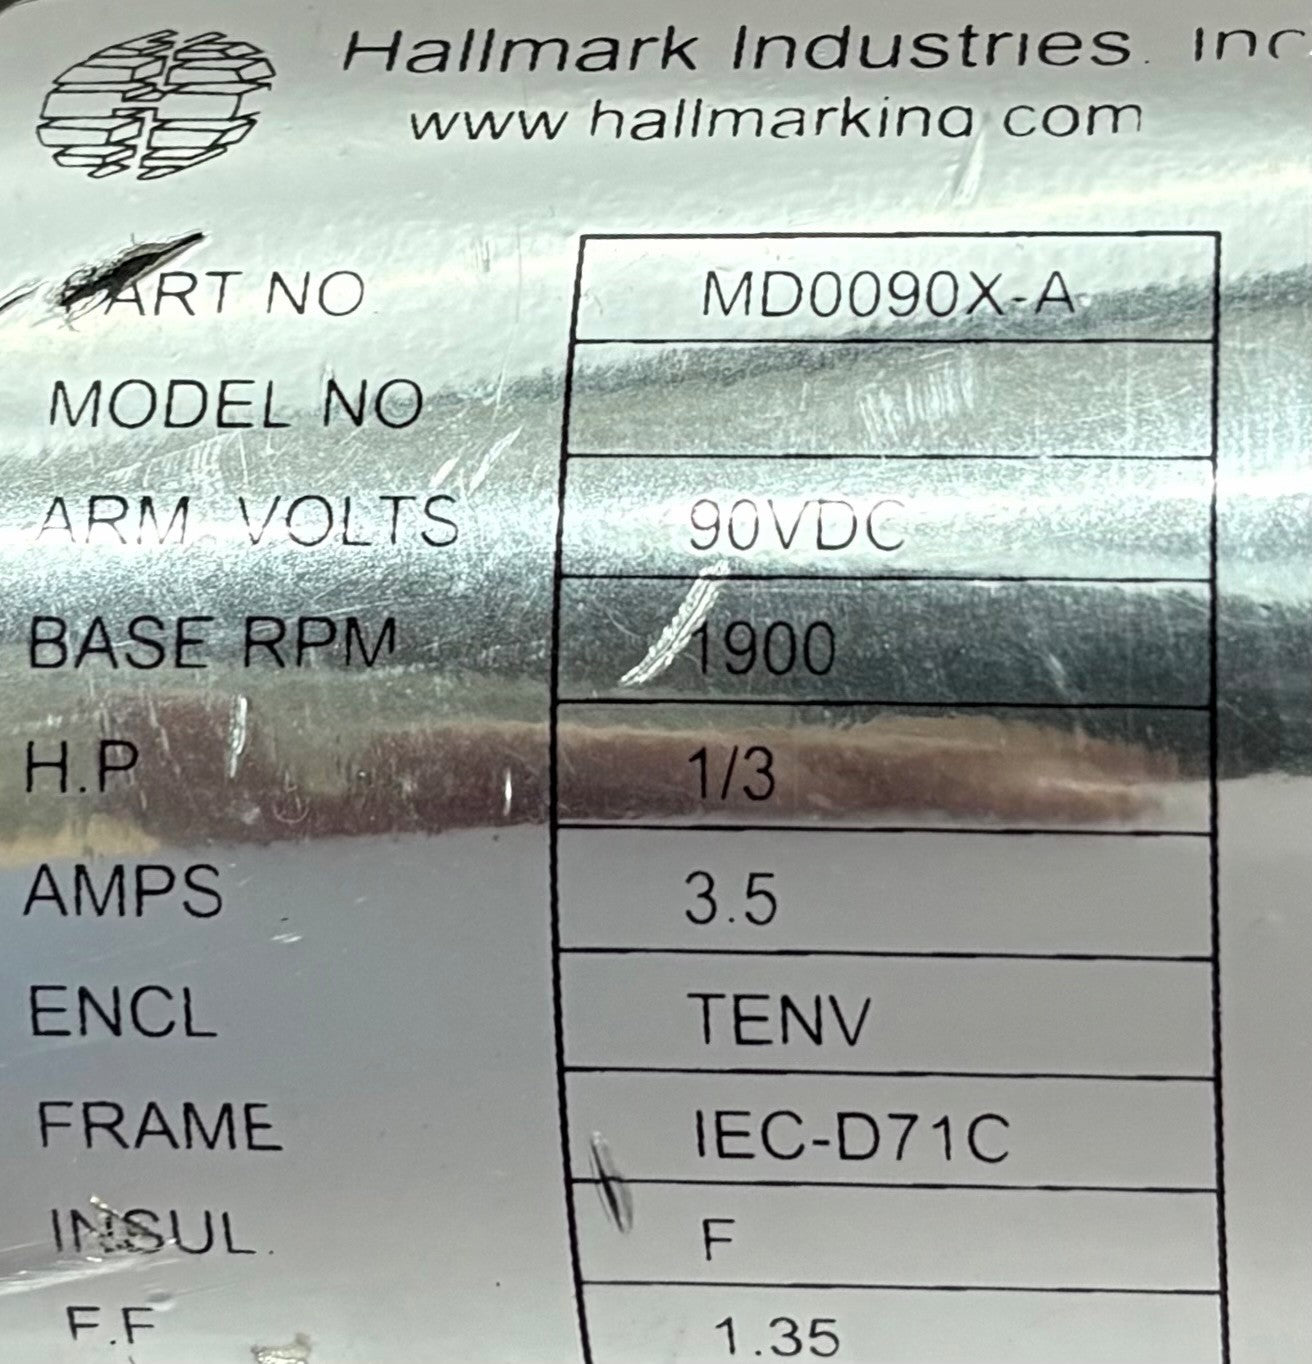 Hallmark Industries. Inc
www hallmarkind com
PART NO MD0090X-A
MODEL NO
ARM. VOLTS 90VDC
BASE RPM 1900
H.P 1/3
AMPS 3.5
ENCL TENV
FRAME IEC-D71C
INSUL. F
F.F 1.35